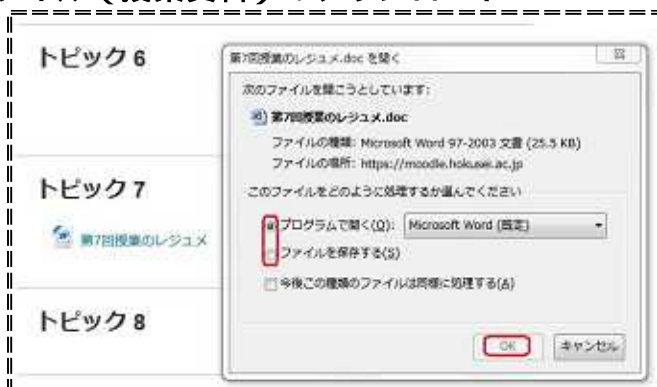 トピック 6
トピック 7
第7回授業のレジュメ
トピック 8
第7回授業のレジュメ.doc を開く
次のファイルを開こうとしています:
第7回授業のレジュメ.doc
ファイルの種類: Microsoft Word 97-2003 文書 (25.5 KB)
ファイルの場所: https://moodle.hokusei.ac.jp
このファイルをどのように処理するか選んでください
プログラムで開く(O): Microsoft Word (既定)
ファイルを保存する(S)
今後この種類のファイルは同様に処理する(A)
OK キャンセル